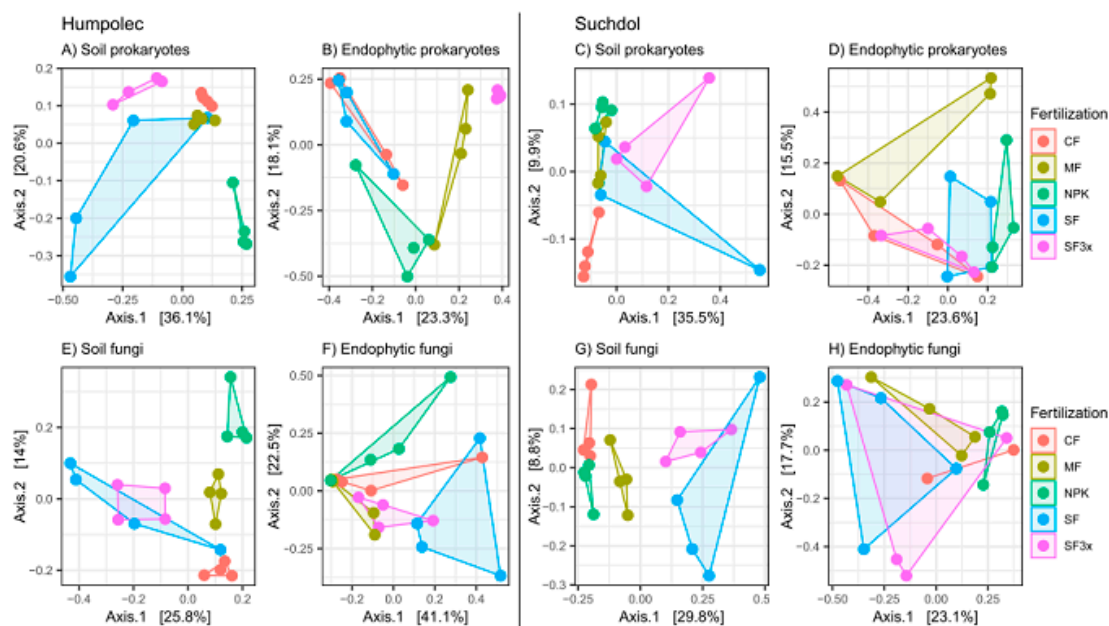 Humpolec
Suchdol
A) Soil prokaryotes
B) Endophytic prokaryotes
C) Soil prokaryotes
D) Endophytic prokaryotes
0.2
0.1
0.0
−0.1
−0.2
−0.3
Axis.2 [20.6%]
−0.50
−0.25
0.00
0.25
Axis.1 [36.1%]
0.25
0.00
−0.25
−0.50
Axis.2 [18.1%]
−0.4
−0.2
0.0
0.2
0.4
Axis.1 [23.3%]
0.1
0.0
−0.1
Axis.2 [9.9%]
0.0
0.2
0.4
Axis.1 [35.5%]
0.4
0.2
0.0
−0.2
Axis.2 [15.5%]
−0.4
−0.2
0.0
0.2
Axis.1 [23.6%]
Fertilization
CF
MF
NPK
SF
SF3x
E) Soil fungi
F) Endophytic fungi
G) Soil fungi
H) Endophytic fungi
0.2
0.0
−0.2
Axis.2 [14%]
−0.4
−0.2
0.0
0.2
Axis.1 [25.8%]
0.50
0.25
0.00
−0.25
Axis.2 [22.5%]
−0.2
0.0
0.2
0.4
Axis.1 [41.1%]
0.2
0.1
0.0
−0.1
−0.2
−0.3
Axis.2 [8.8%]
−0.25
0.00
0.25
0.5
Axis.1 [29.8%]
0.2
0.0
−0.2
−0.4
Axis.2 [17.7%]
−0.50
−0.25
0.00
0.25
Axis.1 [23.1%]
Fertilization
CF
MF
NPK
SF
SF3x